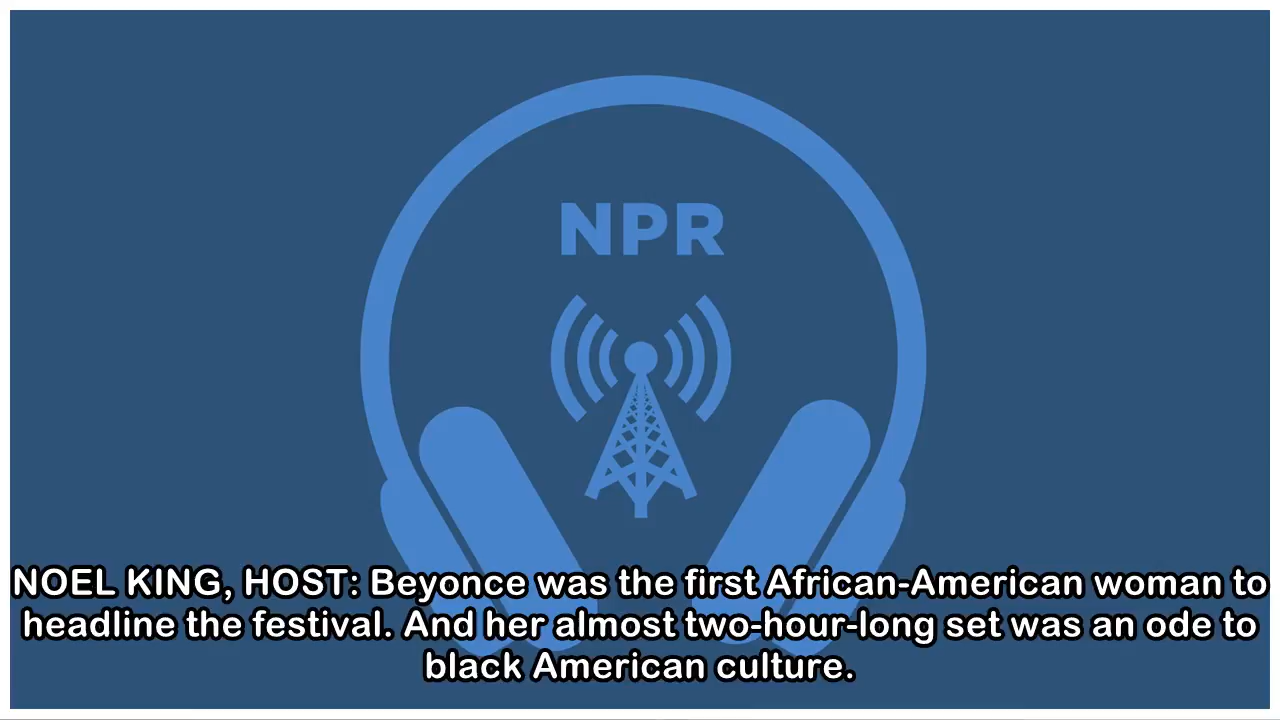 NPR
NOEL KING, HOST: Beyonce was the first African-American woman to
headline the festival. And her almost two-hour-long set was an ode to
black American culture.